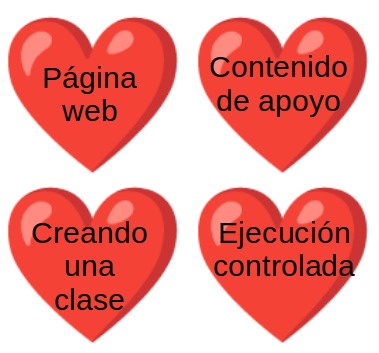 Página
web
Contenido
de apoyo
Creando
una
clase
Ejecución
controlada